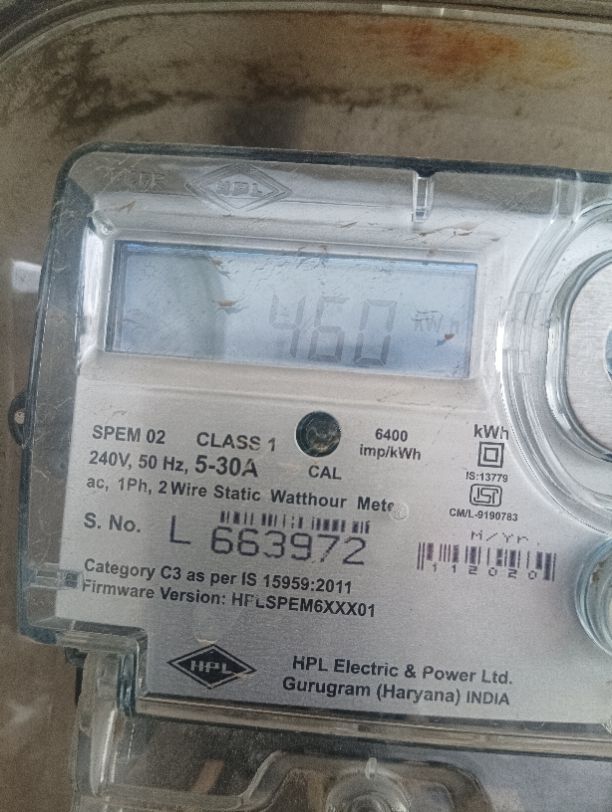 HPL
460 kWh
SPEM 02 CLASS 1
CAL
6400
imp/kWh
kWh
240V, 50 Hz, 5-30A
IS:13779
ac, 1Ph, 2 Wire Static Watthour Mete
ISI
CM/L-9190783
S. No. L 663972
M/Yr.
112020
Category C3 as per IS 15959:2011
Firmware Version: HPLSPEM6XXX01
HPL
HPL Electric & Power Ltd.
Gurugram (Haryana) INDIA